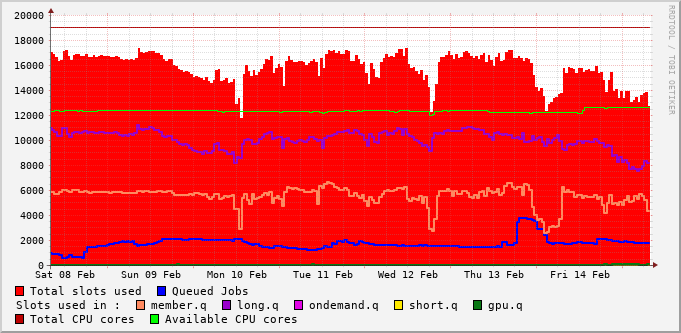 20000
18000
16000
14000
12000
10000
8000
6000
4000
2000
0
Sat 08 Feb Sun 09 Feb Mon 10 Feb Tue 11 Feb Wed 12 Feb Thu 13 Feb Fri 14 Feb
Total slots used Queued Jobs
Slots used in : member.q long.q ondemand.q short.q gpu.q
Total CPU cores Available CPU cores
RRDTOOL / TOBI OETIKER